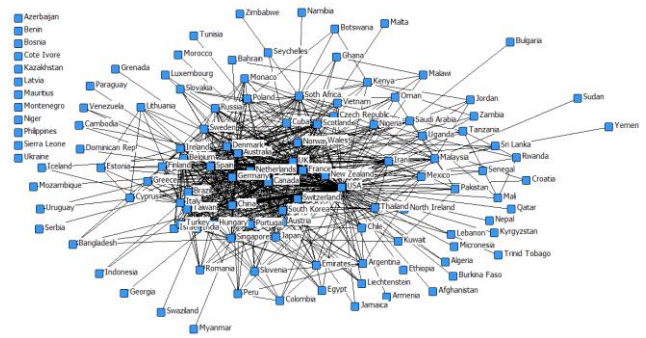 Azerbaijan
Benin
Bosnia
Cote Ivore
Kazakhstan
Latvia
Mauritius
Montenegro
Niger
Philppines
Sierra Leone
Ukraine
Zimbabwe
Namibia
Botswana
Malta
Bulgaria
Tunisia
Morocco
Seychelles
Ghana
Bahrain
Grenada
Luxembourg
Monaco
Kenya
Malawi
Paraguay
Slovakia
Poland
Soth Africa
Vietnam
Oman
Jordan
Sudan
Venezuela
Lithuania
Russia
Czech Republic
Zambia
Cambodia
Sweden
Cuba
Scotland
Nigeria
Saudi Arabia
Yemen
Uganda
Tanzania
Dominican Rep
Ireland
Denmark
Australia
Norway
Wales
Sri Lanka
Iceland
Estonia
Finland
Belgium
Spain
UK
Iran
Malaysia
Rwanda
Netherlands
France
New Zealand
Senegal
Mozambique
Greece
Germany
Canada
USA
Mexico
Croatia
Cyprus
Brazil
Pakistan
Mali
Uruguay
Italy
Taiwan
China
Switzerland
South Korea
Thailand
North Ireland
Qatar
Serbia
Turkey
Hungary
Portugal
Austria
Chile
Nepal
Israel
India
Singapore
Japan
Lebanon
Kyrgyzstan
Bangladesh
Kuwait
Micronesia
Trind Tobago
Indonesia
Romania
Slovenia
Emirates
Argentina
Ethiopia
Algeria
Burkina Faso
Georgia
Peru
Colombia
Egypt
Liechtenstein
Armenia
Afghanistan
Swaziland
Jamaica
Myanmar